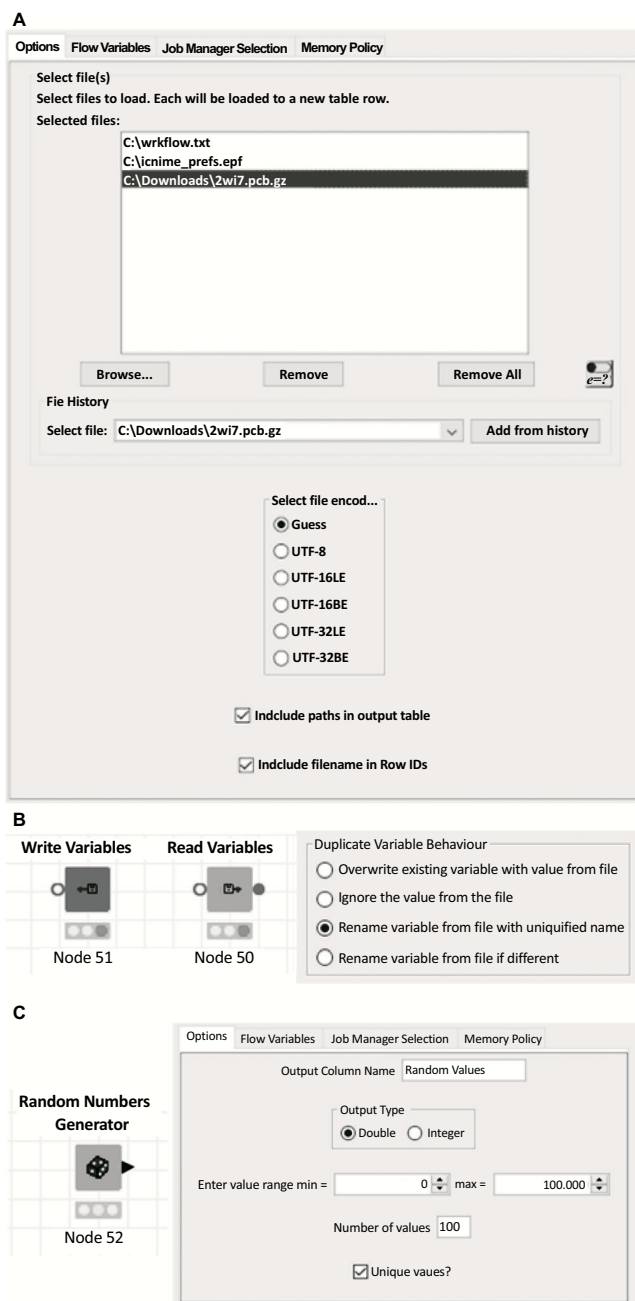 A
Options Flow Variables Job Manager Selection Memory Policy
Select file(s)
Select files to load. Each will be loaded to a new table row.
Selected files:
C:\wrkflow.txt
C:\icnime_prefs.epf
C:\Downloads\2wi7.pcb.gz
Browse... Remove Remove All e=?
Fie History
Select file: C:\Downloads\2wi7.pcb.gz Add from history
Select file encod...
Guess
UTF-8
UTF-16LE
UTF-16BE
UTF-32LE
UTF-32BE
Indclude paths in output table
Indclude filename in Row IDs
B
Write Variables Read Variables
Node 51 Node 50
Duplicate Variable Behaviour
Overwrite existing variable with value from file
Ignore the value from the file
Rename variable from file with uniquified name
Rename variable from file if different
C
Random Numbers
Generator
Node 52
Options Flow Variables Job Manager Selection Memory Policy
Output Column Name Random Values
Output Type
Double Integer
Enter value range min = 0 max = 100.000
Number of values 100
Unique vaues?